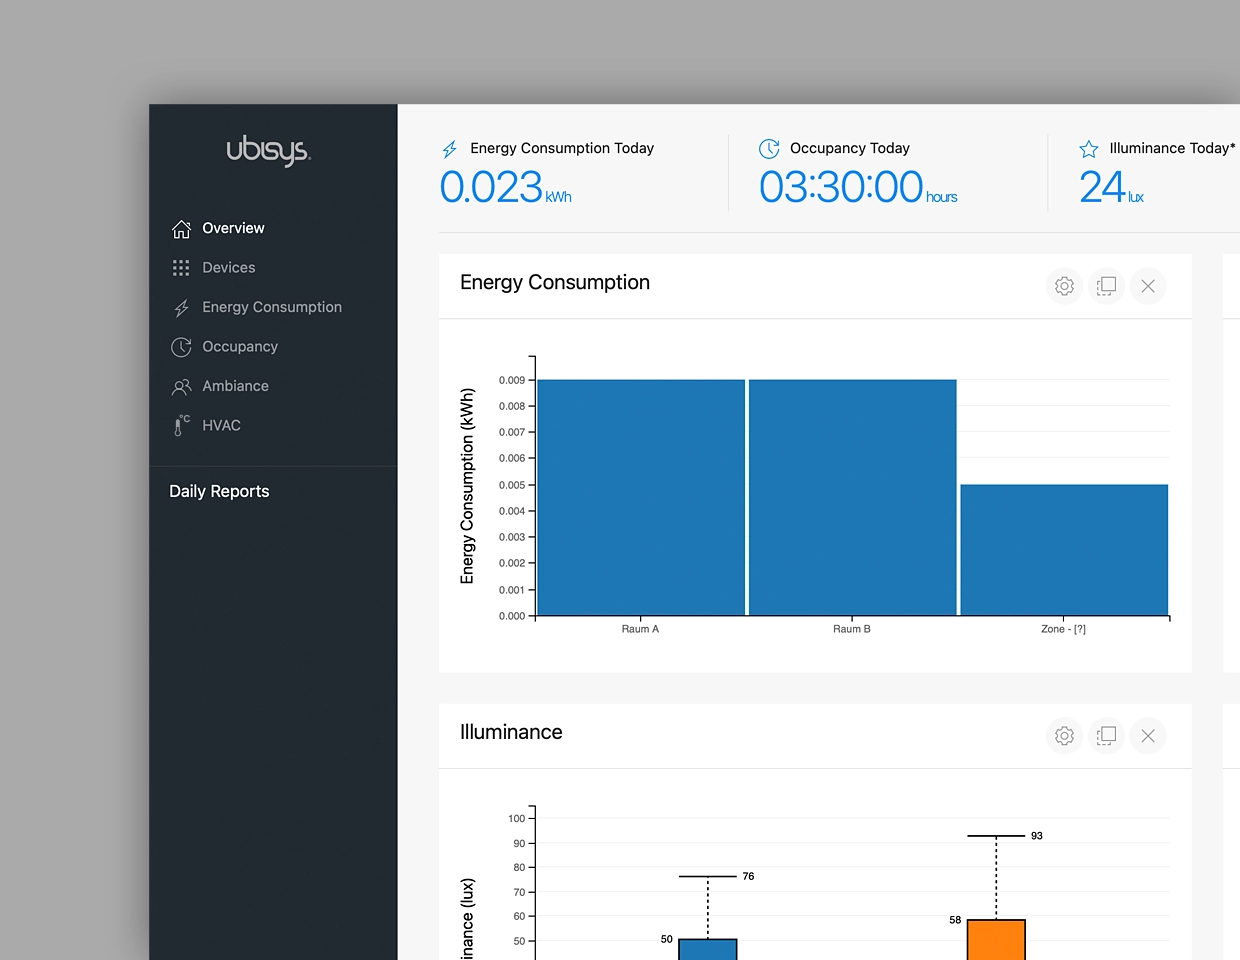 ubisys
Overview
Devices
Energy Consumption
Occupancy
Ambiance
°C
HVAC
Daily Reports
Energy Consumption Today
0.023 kWh
Occupancy Today
03:30:00 hours
Illuminance Today*
24 lux
Energy Consumption
Energy Consumption (kWh)
0.009
0.008
0.007
0.006
0.005
0.004
0.003
0.002
0.001
0.000
Raum A
Raum B
Zone - [?]
Illuminance
inance (lux)
100
90
80
70
60
50
76
50
93
58